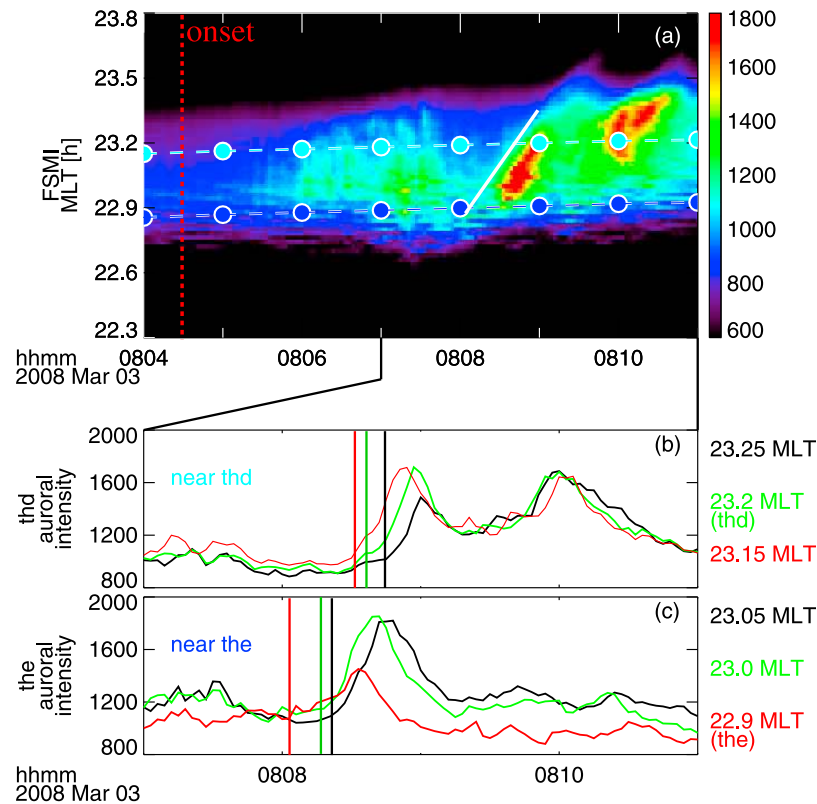 23.8
onset
(a)
1800
23.5
1600
FSMI
MLT [h]
23.2
1400
1200
22.9
1000
22.6
800
22.3
600
hhmm
2008 Mar 03
0804
0806
0808
0810
2000
(b)
23.25 MLT
near thd
1600
thd
auroral
intensity
23.2 MLT
(thd)
1200
23.15 MLT
800
2000
(c)
23.05 MLT
near the
1600
the
auroral
intensity
23.0 MLT
1200
22.9 MLT
(the)
800
hhmm
2008 Mar 03
0808
0810